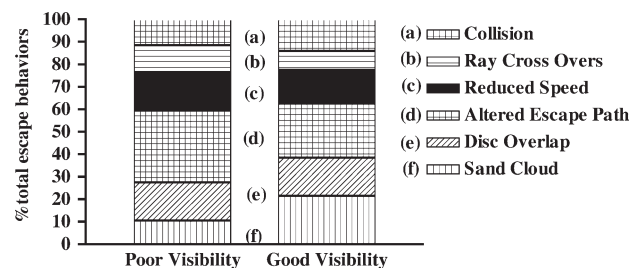 % total escape behaviors
100
90
80
70
60
50
40
30
20
10
0
(a)
(b)
(c)
(d)
(e)
(f)
Poor Visibility
Good Visibility
(a) Collision
(b) Ray Cross Overs
(c) Reduced Speed
(d) Altered Escape Path
(e) Disc Overlap
(f) Sand Cloud